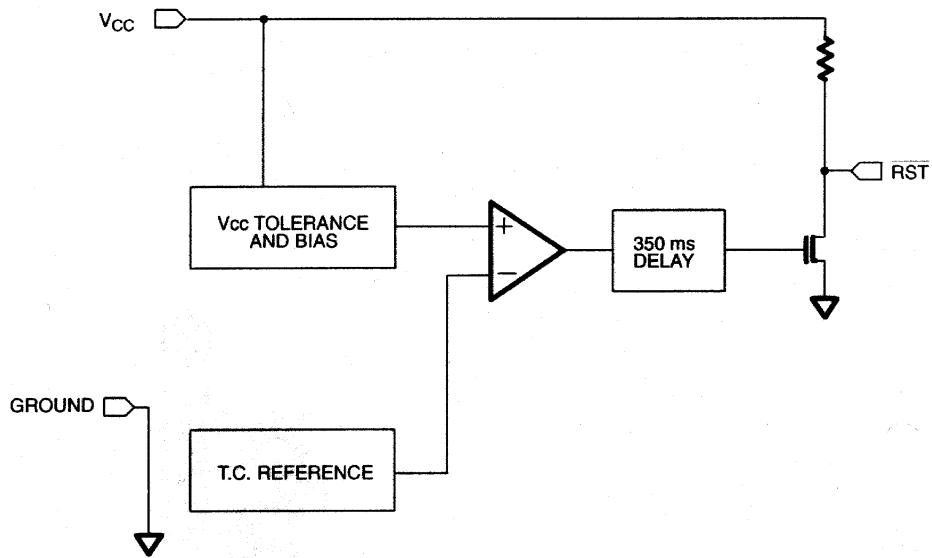 VCC
RST
Vcc TOLERANCE
AND BIAS
+
−
350 ms
DELAY
GROUND
T.C. REFERENCE